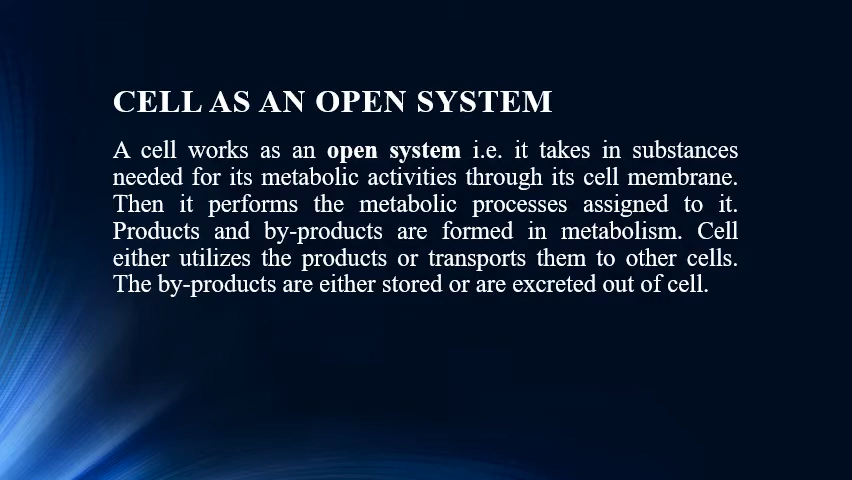 CELL AS AN OPEN SYSTEM
A cell works as an open system i.e. it takes in substances
needed for its metabolic activities through its cell membrane.
Then it performs the metabolic processes assigned to it.
Products and by-products are formed in metabolism. Cell
either utilizes the products or transports them to other cells.
The by-products are either stored or are excreted out of cell.